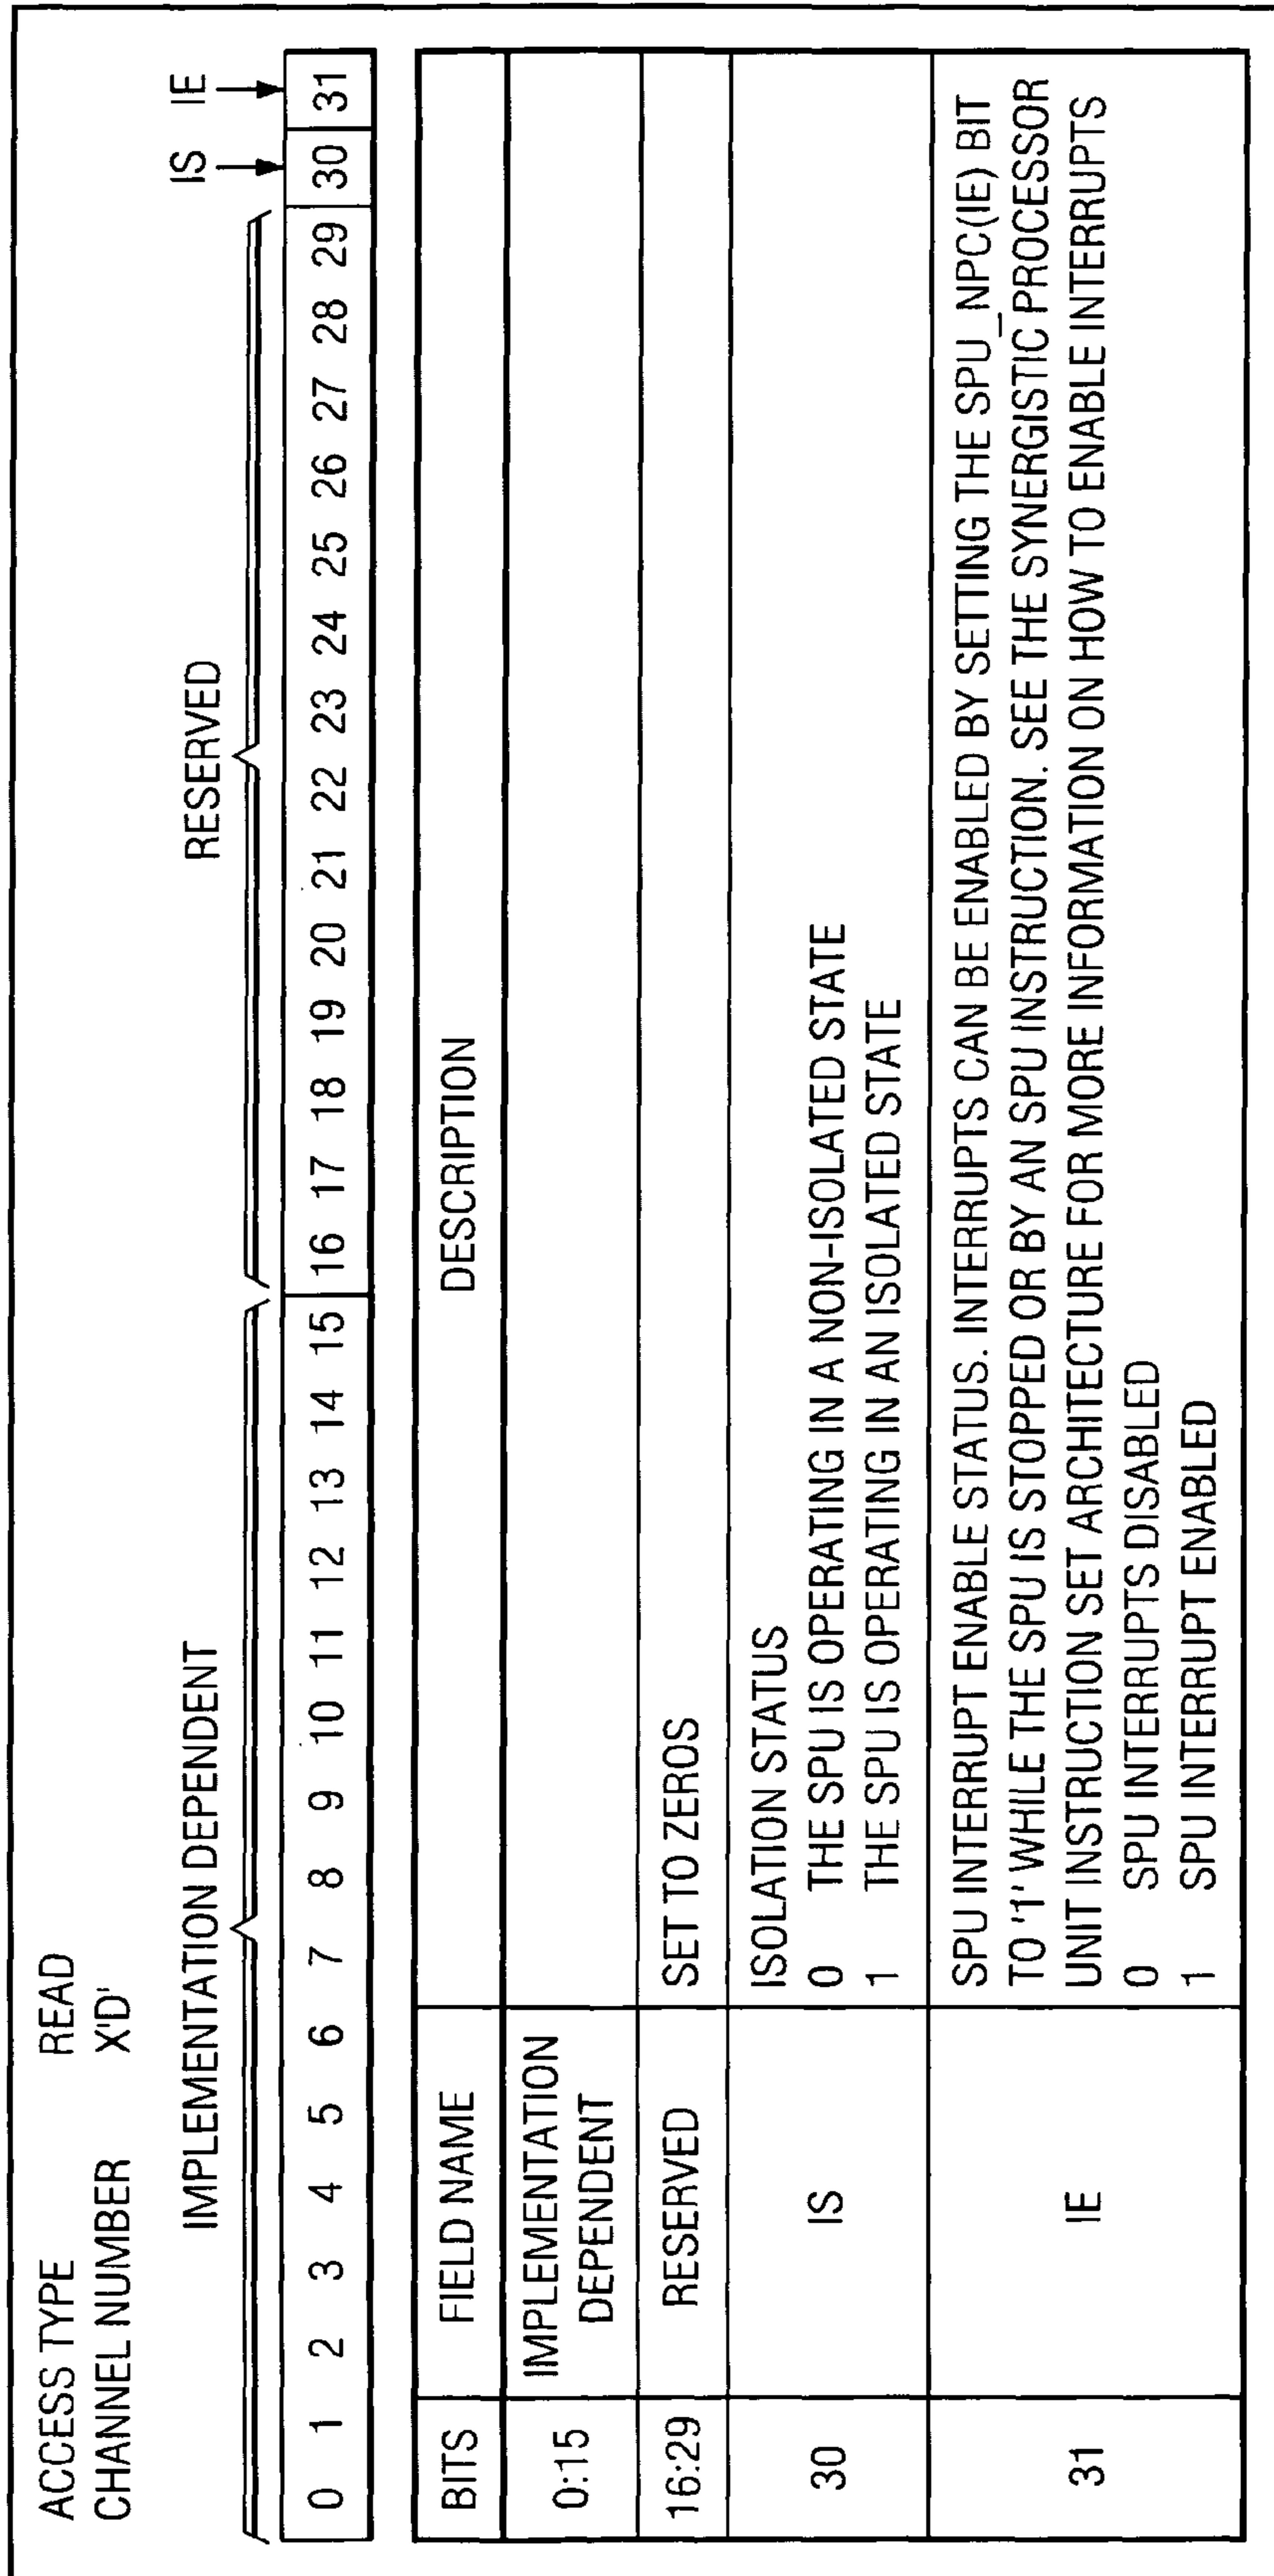 ACCESS TYPE READ
CHANNEL NUMBER X'D'
IMPLEMENTATION DEPENDENT RESERVED IS IE
0 1 2 3 4 5 6 7 8 9 10 11 12 13 14 15 16 17 18 19 20 21 22 23 24 25 26 27 28 29 30 31
BITS FIELD NAME DESCRIPTION
0:15 IMPLEMENTATION
DEPENDENT
16:29 RESERVED SET TO ZEROS
30 IS ISOLATION STATUS
0 THE SPU IS OPERATING IN A NON-ISOLATED STATE
1 THE SPU IS OPERATING IN AN ISOLATED STATE
31 IE SPU INTERRUPT ENABLE STATUS. INTERRUPTS CAN BE ENABLED BY SETTING THE SPU_NPC(IE) BIT
TO '1' WHILE THE SPU IS STOPPED OR BY AN SPU INSTRUCTION. SEE THE SYNERGISTIC PROCESSOR
UNIT INSTRUCTION SET ARCHITECTURE FOR MORE INFORMATION ON HOW TO ENABLE INTERRUPTS
0 SPU INTERRUPTS DISABLED
1 SPU INTERRUPT ENABLED